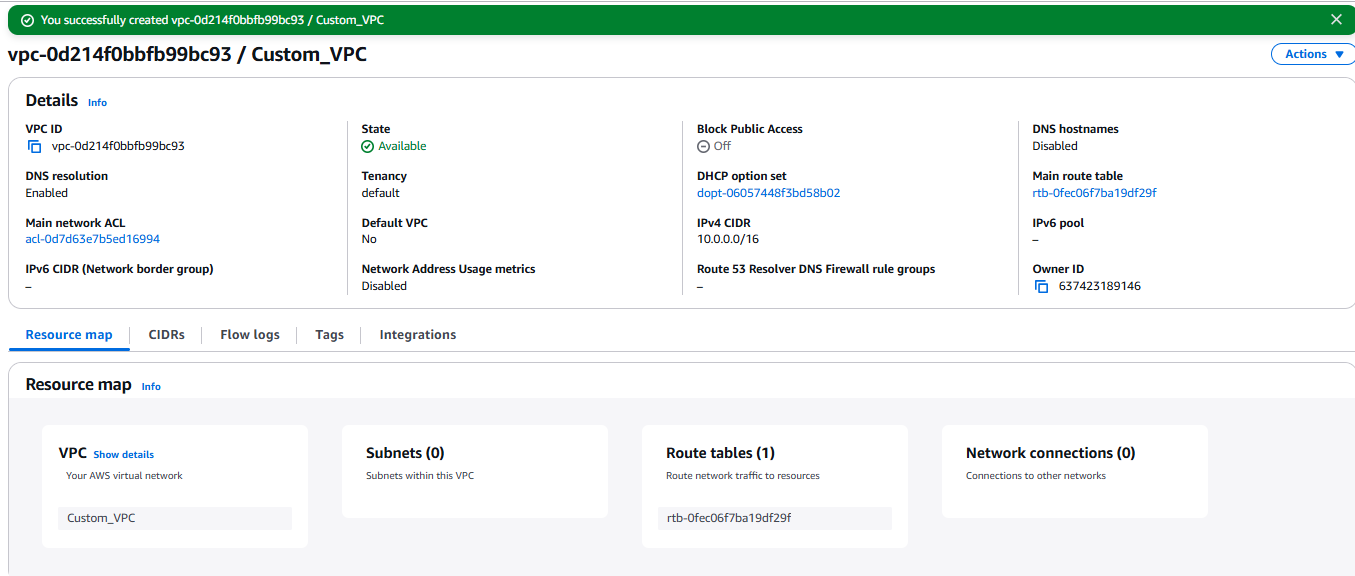 You successfully created vpc-0d214f0bbfb99bc93 / Custom_VPC
vpc-0d214f0bbfb99bc93 / Custom_VPC
Actions
Details Info
VPC ID
vpc-0d214f0bbfb99bc93
State
Available
Block Public Access
Off
DNS hostnames
Disabled
DNS resolution
Enabled
Tenancy
default
DHCP option set
dopt-06057448f3bd58b02
Main route table
rtb-0fec06f7ba19df29f
Main network ACL
acl-0d7d63e7b5ed16994
Default VPC
No
IPv4 CIDR
10.0.0.0/16
IPv6 pool
–
IPv6 CIDR (Network border group)
–
Network Address Usage metrics
Disabled
Route 53 Resolver DNS Firewall rule groups
–
Owner ID
637423189146
Resource map
CIDRs
Flow logs
Tags
Integrations
Resource map Info
VPC Show details
Your AWS virtual network
Custom_VPC
Subnets (0)
Subnets within this VPC
Route tables (1)
Route network traffic to resources
rtb-0fec06f7ba19df29f
Network connections (0)
Connections to other networks